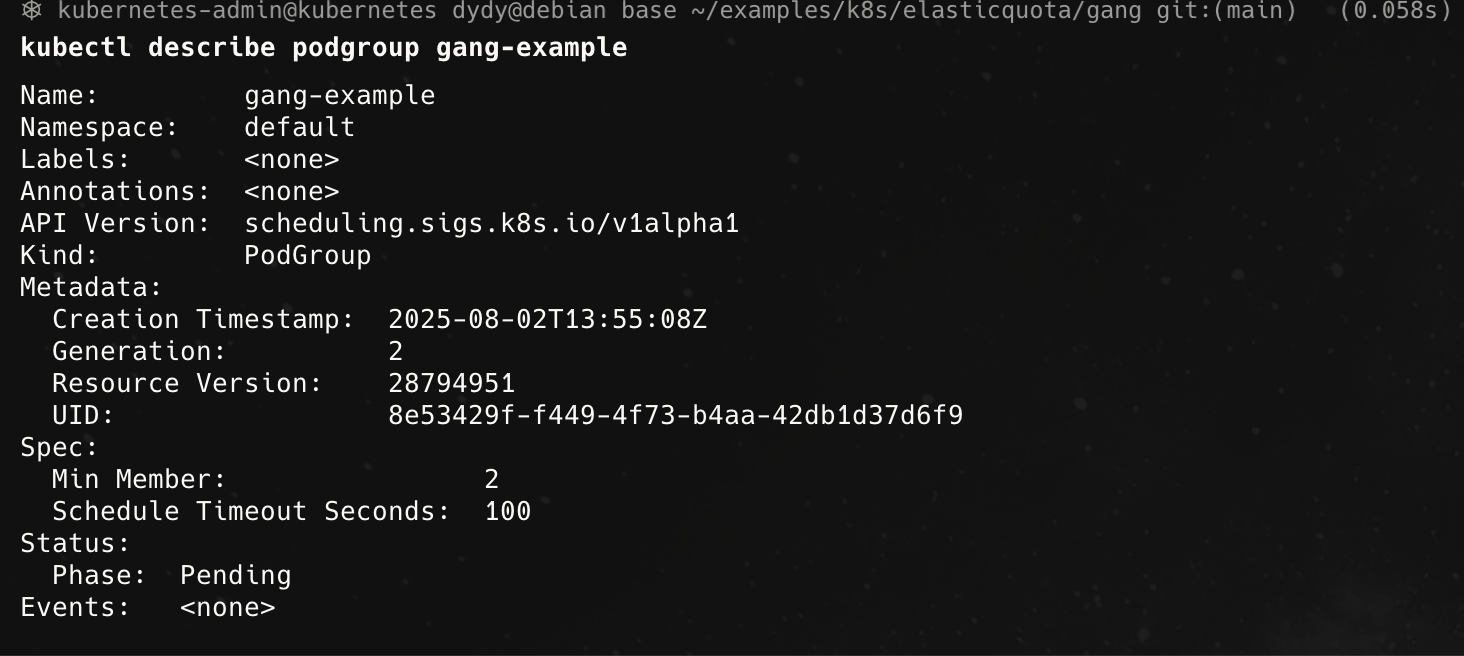 kubernetes-admin@kubernetes dydy@debian base ~/examples/k8s/elasticquota/gang git:(main) (0.058s)
kubectl describe podgroup gang-example
Name:         gang-example
Namespace:    default
Labels:       <none>
Annotations:  <none>
API Version:  scheduling.sigs.k8s.io/v1alpha1
Kind:         PodGroup
Metadata:
  Creation Timestamp:  2025-08-02T13:55:08Z
  Generation:          2
  Resource Version:    28794951
  UID:                 8e53429f-f449-4f73-b4aa-42db1d37d6f9
Spec:
  Min Member:                2
  Schedule Timeout Seconds:  100
Status:
  Phase:  Pending
Events:   <none>